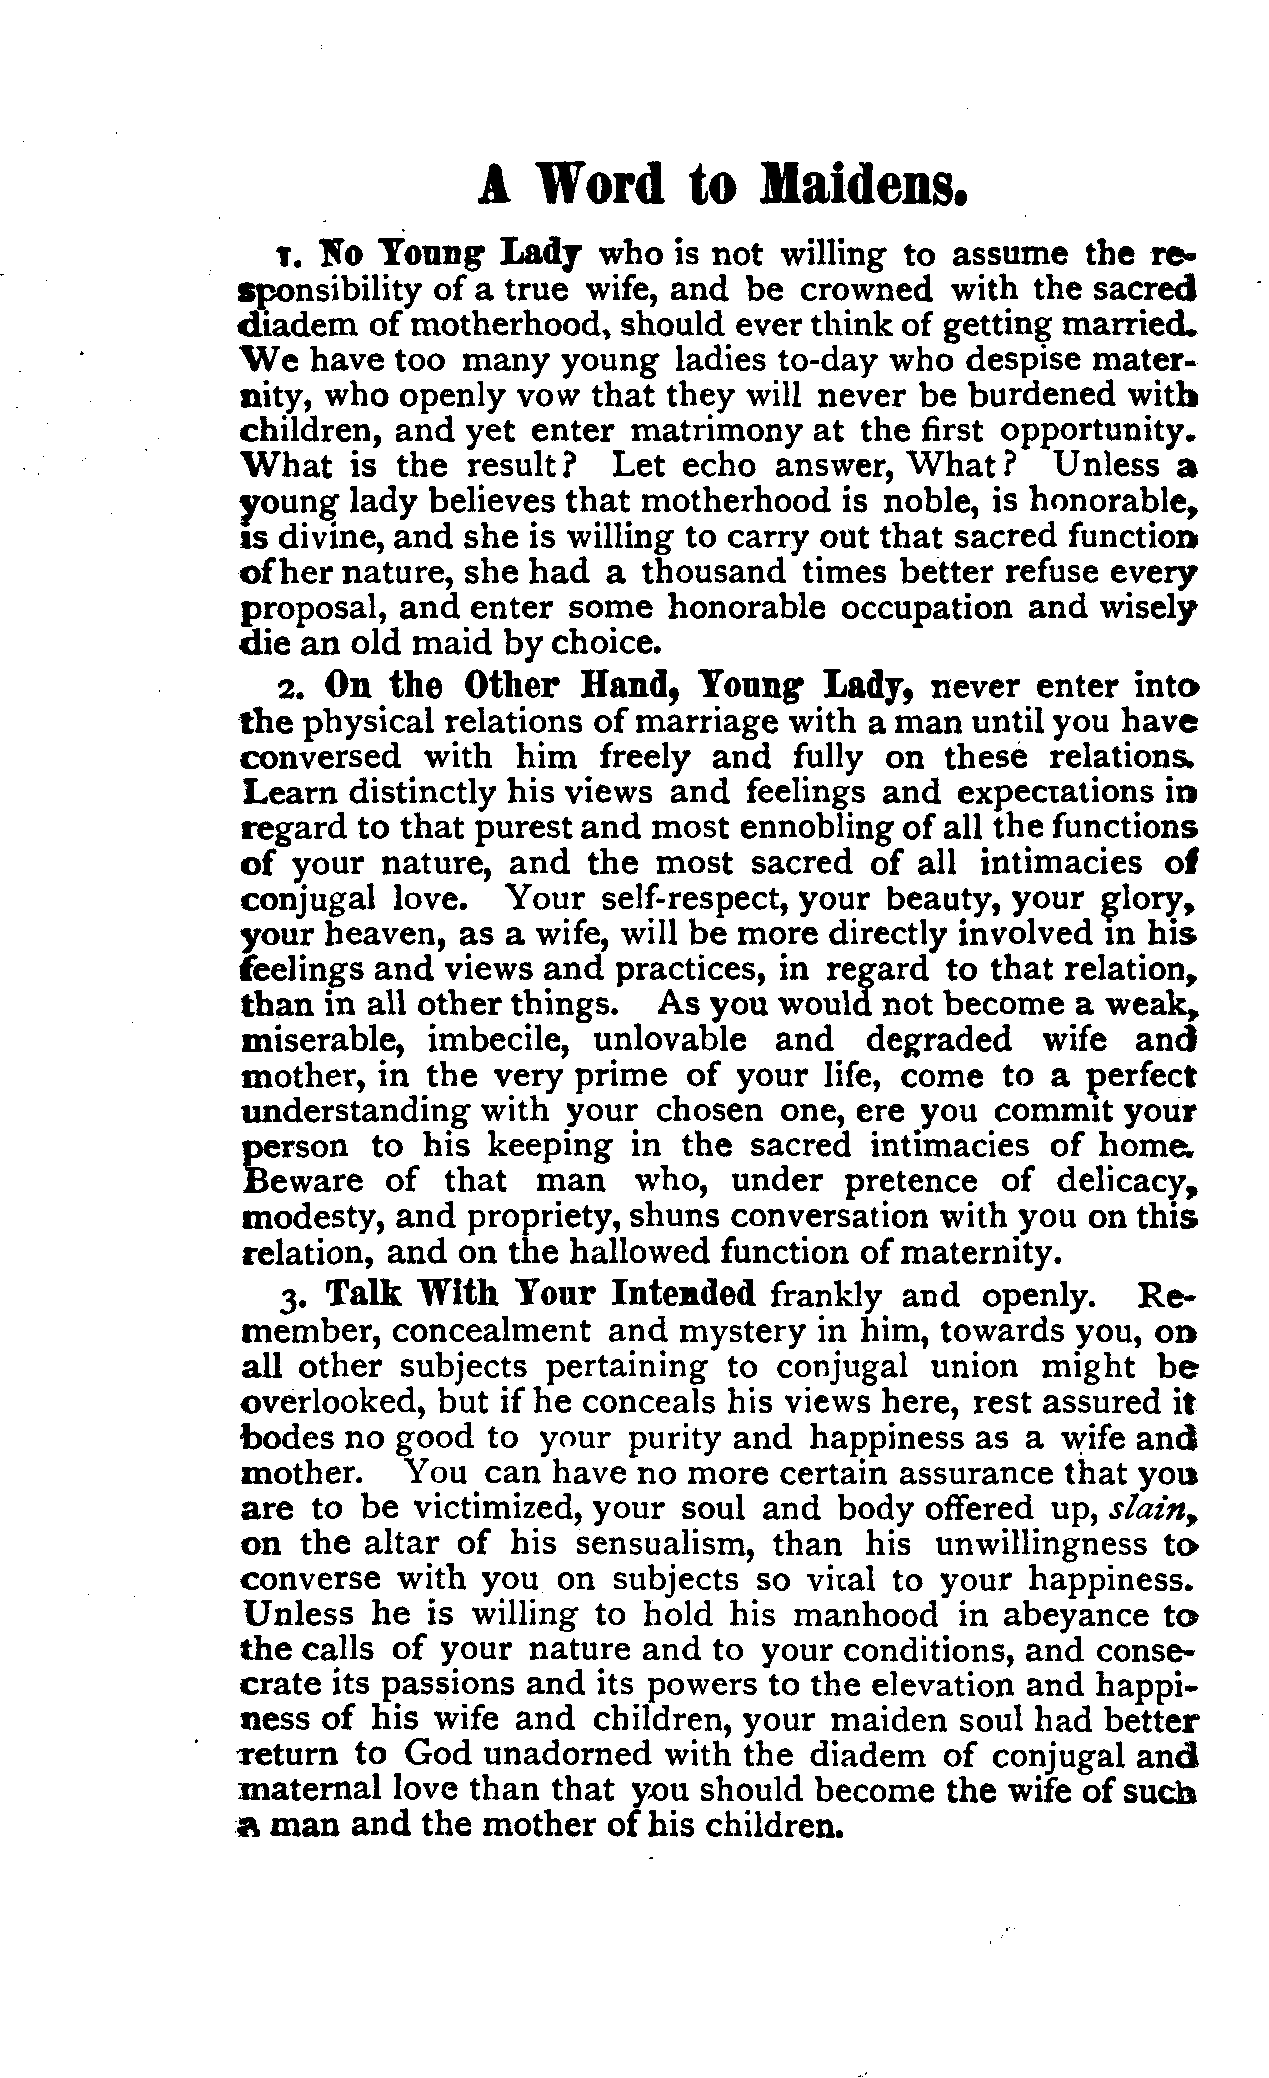 A Word to Maidens.
1. No Young Lady who is not willing to assume the re-
sponsibility of a true wife, and be crowned with the sacred
diadem of motherhood, should ever think of getting married.
We have too many young ladies to-day who despise mater-
nity, who openly vow that they will never be burdened with
children, and yet enter matrimony at the first opportunity.
What is the result? Let echo answer, What? Unless a
young lady believes that motherhood is noble, is honorable,
is divine, and she is willing to carry out that sacred function
of her nature, she had a thousand times better refuse every
proposal, and enter some honorable occupation and wisely
die an old maid by choice.
2. On the Other Hand, Young Lady, never enter into
the physical relations of marriage with a man until you have
conversed with him freely and fully on these relations.
Learn distinctly his views and feelings and expectations in
regard to that purest and most ennobling of all the functions
of your nature, and the most sacred of all intimacies of
conjugal love. Your self-respect, your beauty, your glory,
your heaven, as a wife, will be more directly involved in his
feelings and views and practices, in regard to that relation,
than in all other things. As you would not become a weak,
miserable, imbecile, unlovable and degraded wife and
mother, in the very prime of your life, come to a perfect
understanding with your chosen one, ere you commit your
person to his keeping in the sacred intimacies of home.
Beware of that man who, under pretence of delicacy,
modesty, and propriety, shuns conversation with you on this
relation, and on the hallowed function of maternity.
3. Talk With Your Intended frankly and openly. Re-
member, concealment and mystery in him, towards you, on
all other subjects pertaining to conjugal union might be
overlooked, but if he conceals his views here, rest assured it
bodes no good to your purity and happiness as a wife and
mother. You can have no more certain assurance that you
are to be victimized, your soul and body offered up, slain,
on the altar of his sensualism, than his unwillingness to
converse with you on subjects so vital to your happiness.
Unless he is willing to hold his manhood in abeyance to
the calls of your nature and to your conditions, and conse-
crate its passions and its powers to the elevation and happi-
ness of his wife and children, your maiden soul had better
return to God unadorned with the diadem of conjugal and
maternal love than that you should become the wife of such
a man and the mother of his children.